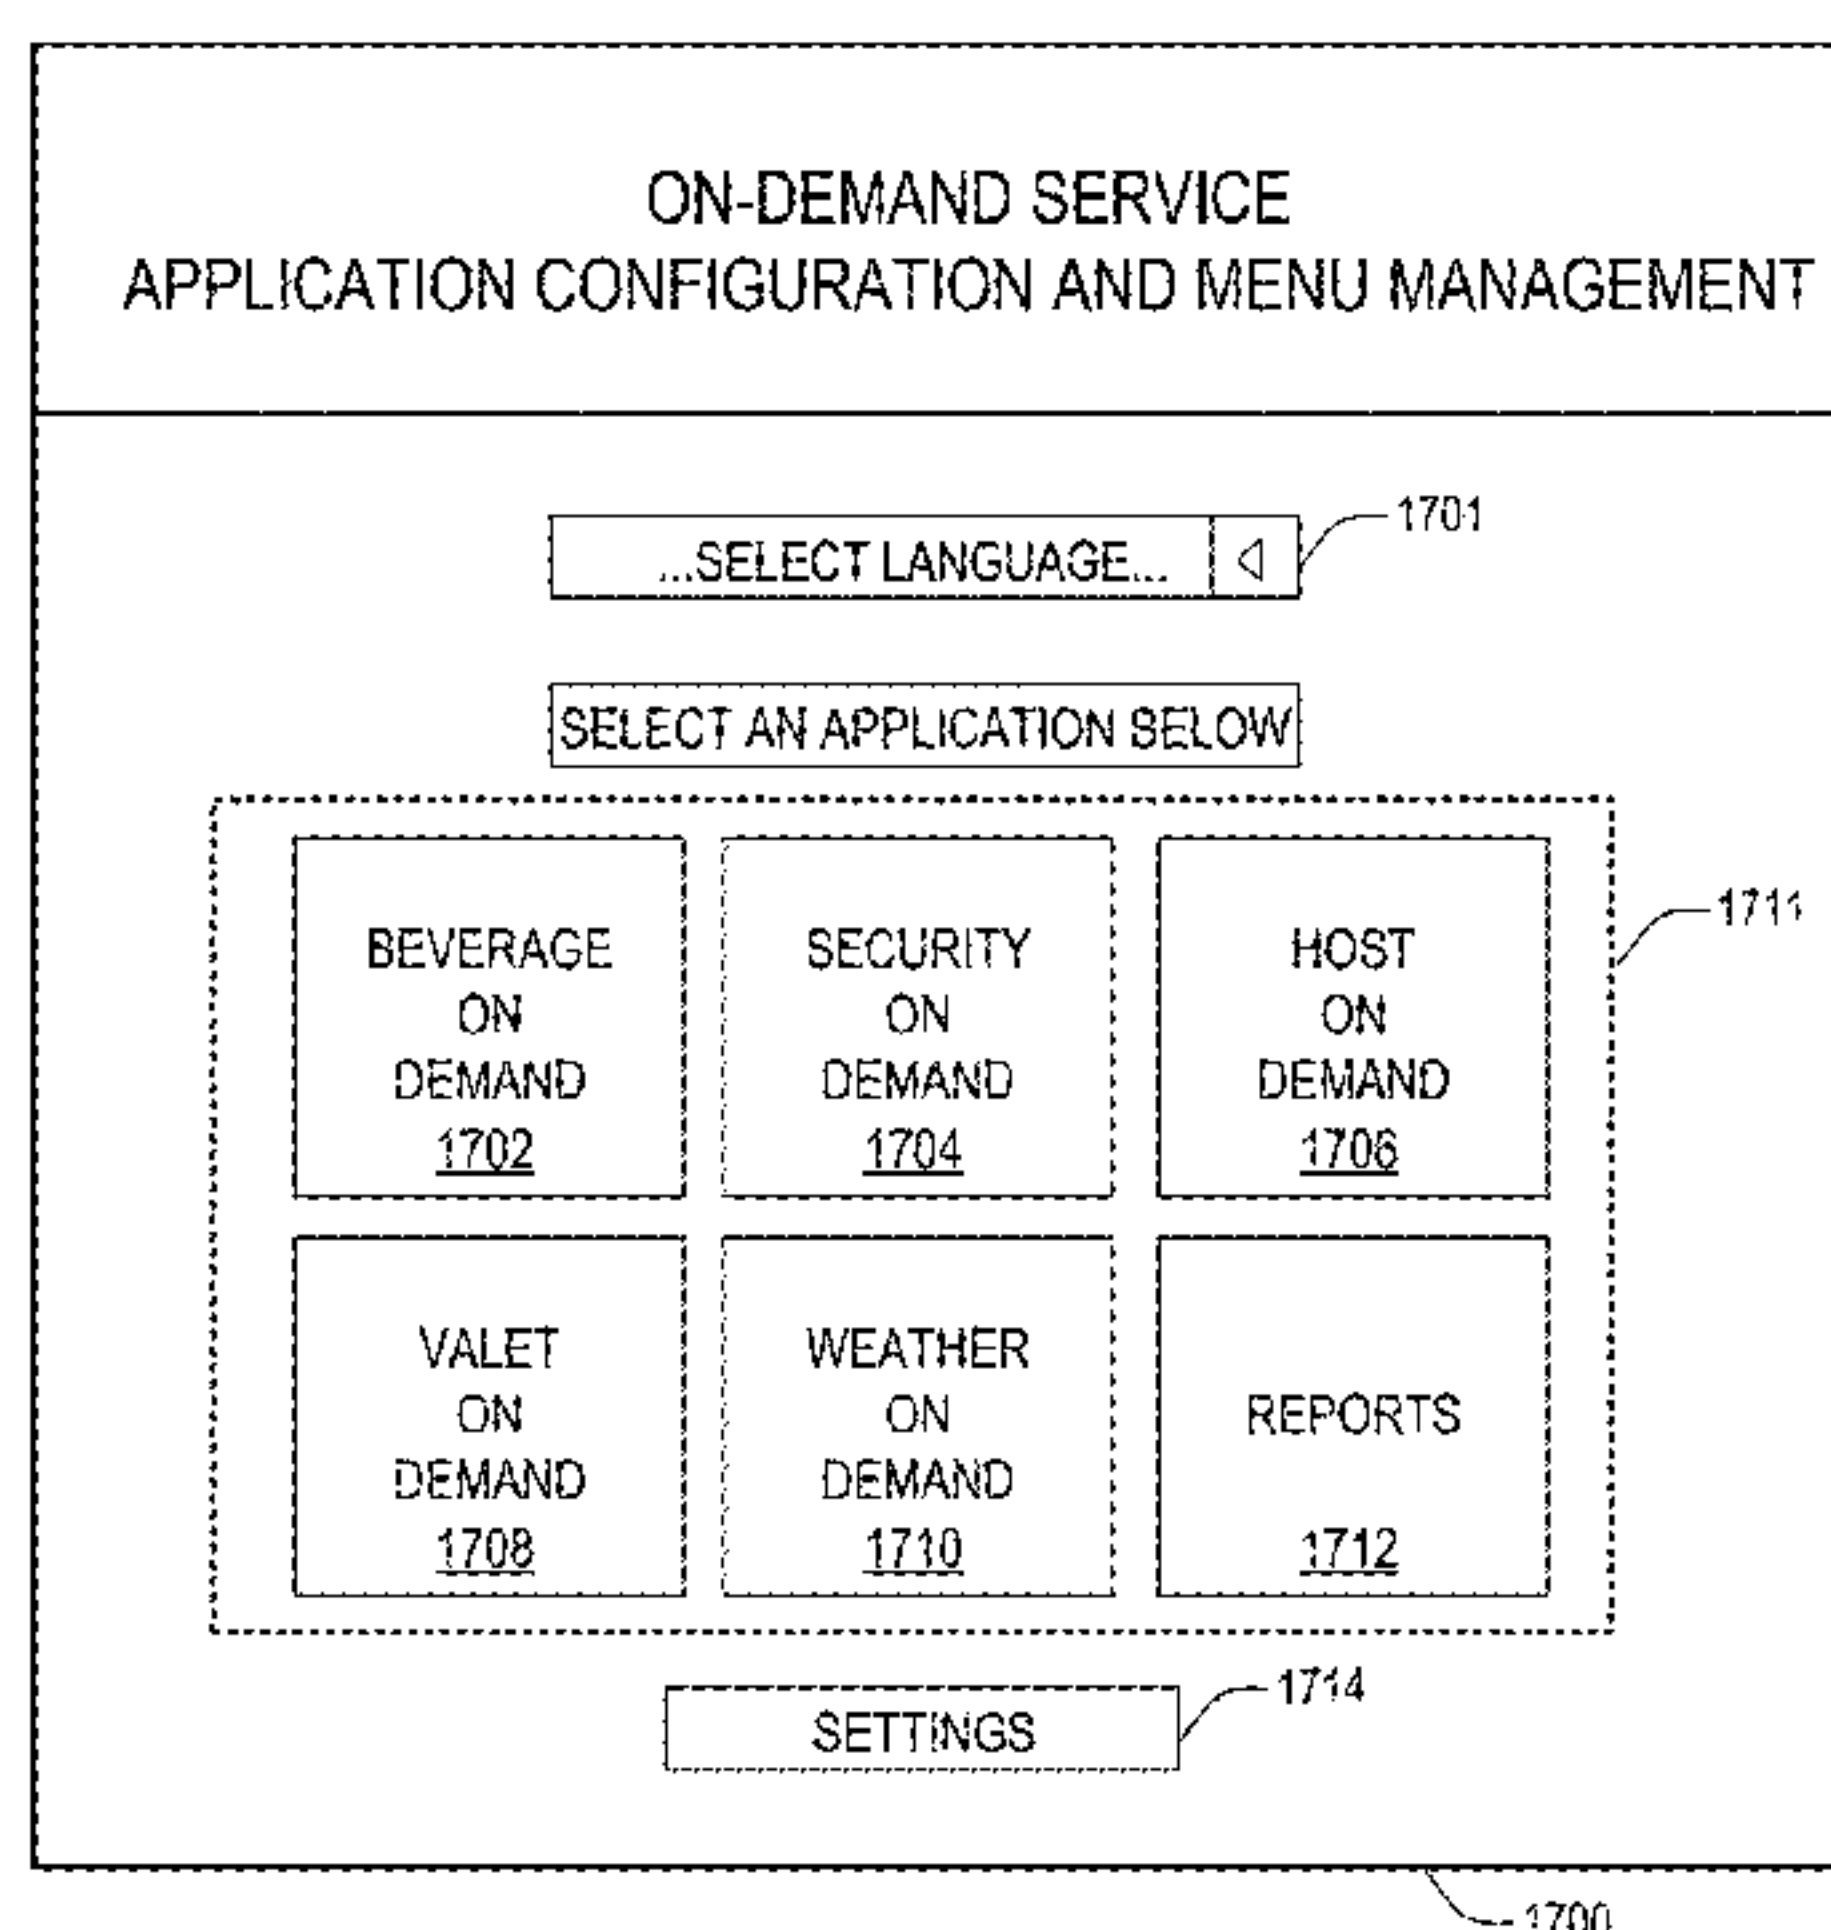 ON-DEMAND SERVICE
APPLICATION CONFIGURATION AND MENU MANAGEMENT
...SELECT LANGUAGE...
1701
SELECT AN APPLICATION BELOW
1711
BEVERAGE
ON
DEMAND
1702
SECURITY
ON
DEMAND
1704
HOST
ON
DEMAND
1706
VALET
ON
DEMAND
1708
WEATHER
ON
DEMAND
1710
REPORTS
1712
SETTINGS
1714
1700